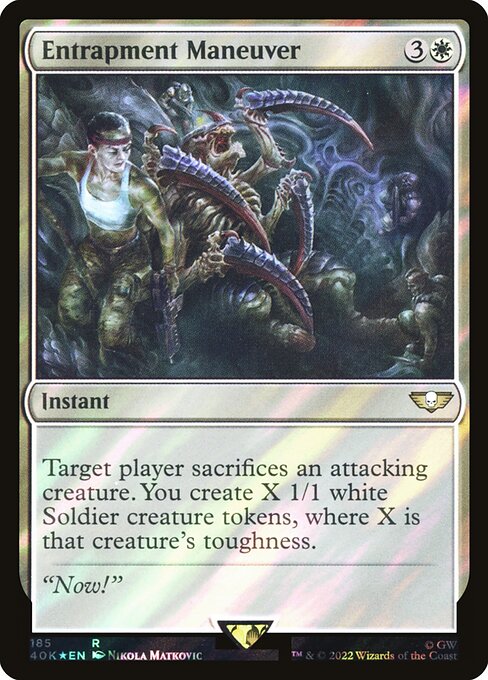 Entrapment Maneuver 3
Instant
Target player sacrifices an attacking
creature. You create X 1/1 white
Soldier creature tokens, where X is
that creature's toughness.
“Now!”
185 R © GW
40K ★ EN Nikola Matkovic ™ & © 2022 Wizards of the Coast